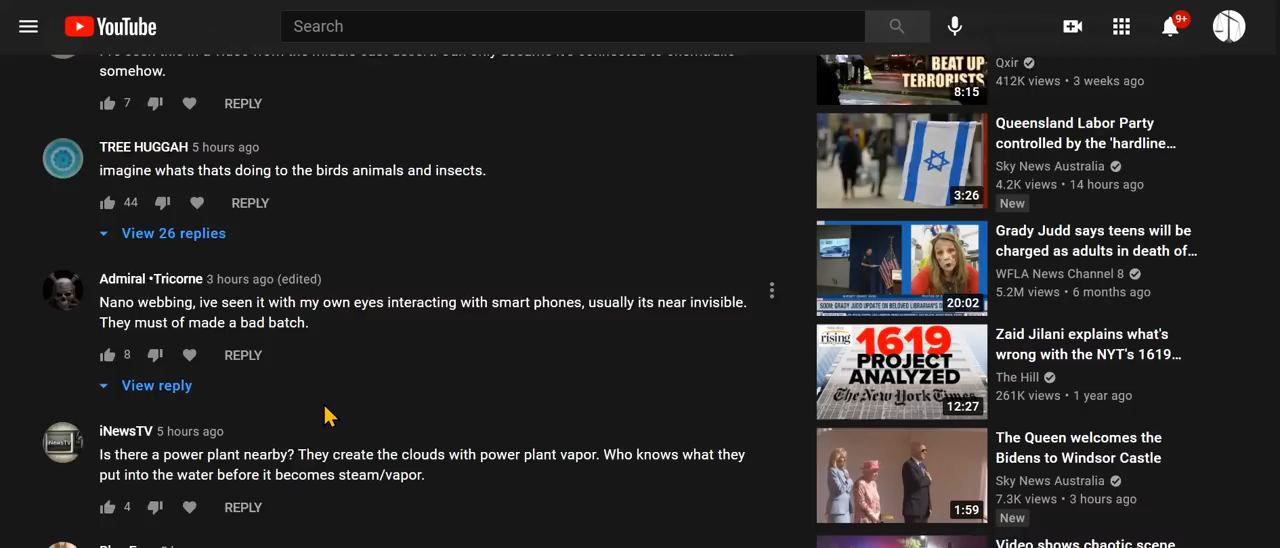 YouTube
Search
9+
somehow.
7 REPLY
TREE HUGGAH 5 hours ago
imagine whats thats doing to the birds animals and insects.
44 REPLY
View 26 replies
Admiral •Tricorne 3 hours ago (edited)
Nano webbing, ive seen it with my own eyes interacting with smart phones, usually its near invisible.
They must of made a bad batch.
8 REPLY
View reply
iNewsTV 5 hours ago
Is there a power plant nearby? They create the clouds with power plant vapor. Who knows what they
put into the water before it becomes steam/vapor.
4 REPLY
BEAT UP
TERRORISTS
8:15
Qxir
412K views • 3 weeks ago
3:26
Queensland Labor Party
controlled by the 'hardline...
Sky News Australia
4.2K views • 14 hours ago
New
20:02
Grady Judd says teens will be
charged as adults in death of...
WFLA News Channel 8
5.2M views • 6 months ago
rising
1619
PROJECT
ANALYZED
The New York Times
12:27
Zaid Jilani explains what's
wrong with the NYT's 1619...
The Hill
261K views • 1 year ago
1:59
The Queen welcomes the
Bidens to Windsor Castle
Sky News Australia
7.3K views • 3 hours ago
New
Video shows chaotic scene